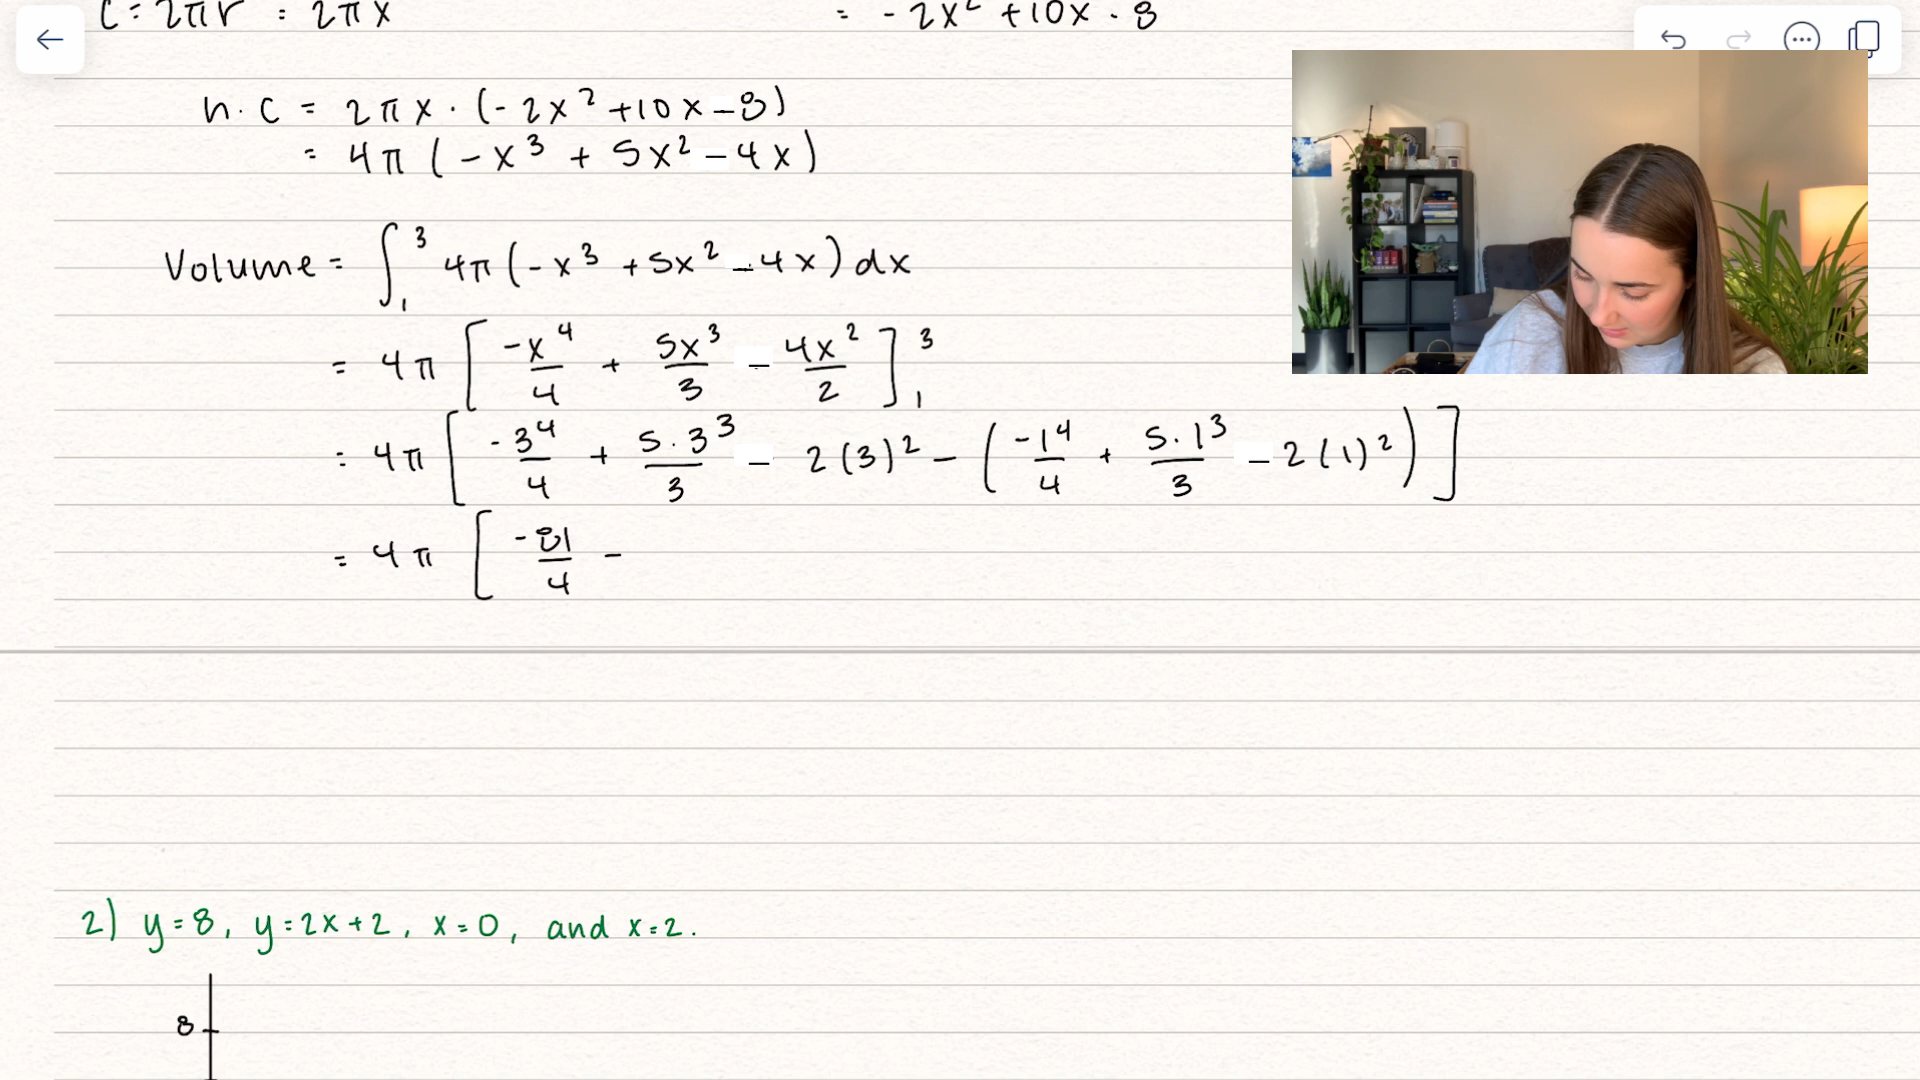 C = 2πr = 2πx
= -2x² + 10x - 8
h · C = 2πx · (-2x² + 10x - 8)
= 4π (-x³ + 5x² - 4x)
Volume = ∫₁³ 4π (-x³ + 5x² - 4x) dx
= 4π [ -x⁴/4 + 5x³/3 - 4x²/2 ]₁³
= 4π [ -3⁴/4 + 5·3³/3 - 2(3)² - ( -1⁴/4 + 5·1³/3 - 2(1)² ) ]
= 4π [ -81/4 -
2) y=8, y=2x+2, x=0, and x=2.
8